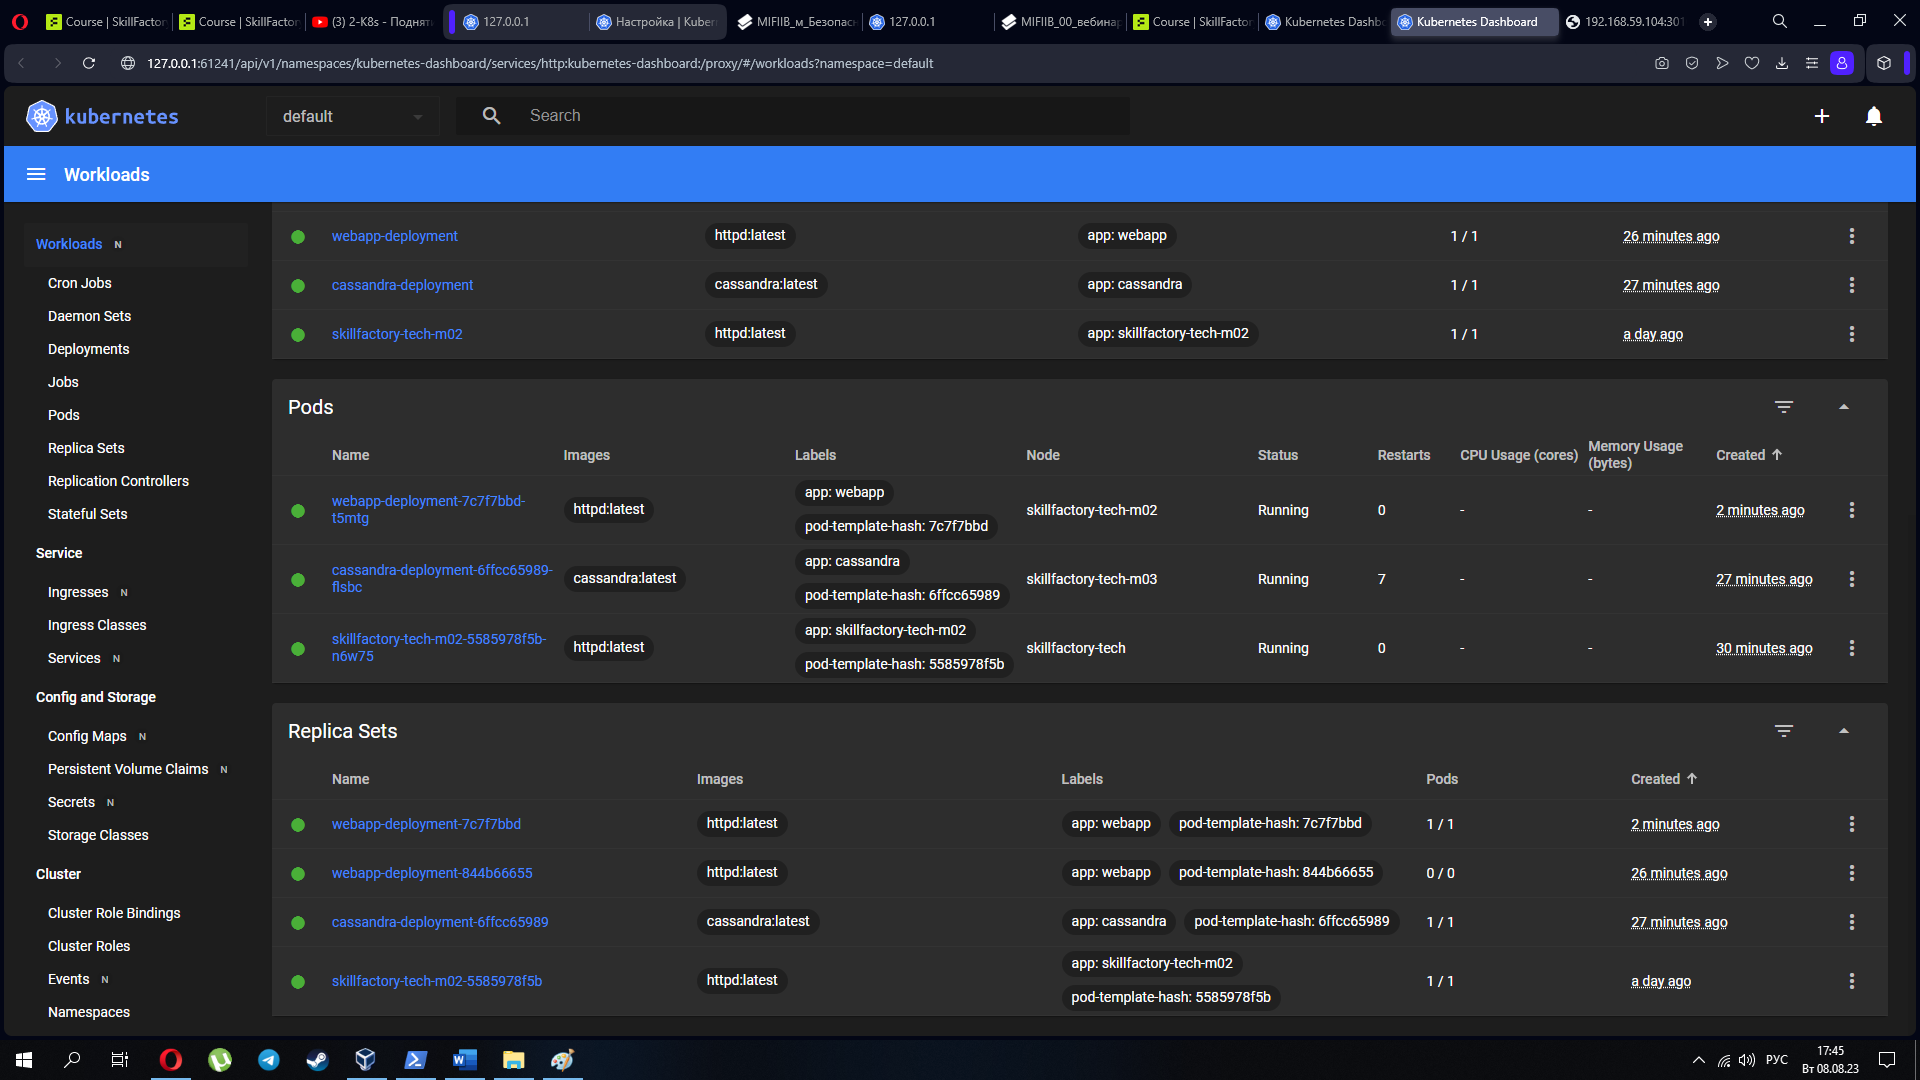 Course | SkillFactor
Course | SkillFactor
(3) 2-K8s - Поднять
127.0.0.1
Настройка | Kuber
MIFIIB_м_Безопасн
127.0.0.1
MIFIIB_00_вебинар
Course | SkillFactor
Kubernetes Dashbo
Kubernetes Dashboard
192.168.59.104:301
127.0.0.1:61241/api/v1/namespaces/kubernetes-dashboard/services/http:kubernetes-dashboard:/proxy/#/workloads?namespace=default
kubernetes
default
Search
Workloads
Workloads N
Cron Jobs
Daemon Sets
Deployments
Jobs
Pods
Replica Sets
Replication Controllers
Stateful Sets
Service
Ingresses N
Ingress Classes
Services N
Config and Storage
Config Maps N
Persistent Volume Claims N
Secrets N
Storage Classes
Cluster
Cluster Role Bindings
Cluster Roles
Events N
Namespaces
webapp-deployment httpd:latest app: webapp 1 / 1 26 minutes ago
cassandra-deployment cassandra:latest app: cassandra 1 / 1 27 minutes ago
skillfactory-tech-m02 httpd:latest app: skillfactory-tech-m02 1 / 1 a day ago
Pods
Name Images Labels Node Status Restarts CPU Usage (cores) Memory Usage (bytes) Created
webapp-deployment-7c7f7bbd-
t5mtg
httpd:latest
app: webapp
pod-template-hash: 7c7f7bbd
skillfactory-tech-m02 Running 0 - - 2 minutes ago
cassandra-deployment-6ffcc65989-
flsbc
cassandra:latest
app: cassandra
pod-template-hash: 6ffcc65989
skillfactory-tech-m03 Running 7 - - 27 minutes ago
skillfactory-tech-m02-5585978f5b-
n6w75
httpd:latest
app: skillfactory-tech-m02
pod-template-hash: 5585978f5b
skillfactory-tech Running 0 - - 30 minutes ago
Replica Sets
Name Images Labels Pods Created
webapp-deployment-7c7f7bbd httpd:latest app: webapp pod-template-hash: 7c7f7bbd 1 / 1 2 minutes ago
webapp-deployment-844b66655 httpd:latest app: webapp pod-template-hash: 844b66655 0 / 0 26 minutes ago
cassandra-deployment-6ffcc65989 cassandra:latest app: cassandra pod-template-hash: 6ffcc65989 1 / 1 27 minutes ago
skillfactory-tech-m02-5585978f5b httpd:latest app: skillfactory-tech-m02 pod-template-hash: 5585978f5b 1 / 1 a day ago
РУС
17:45
Вт 08.08.23